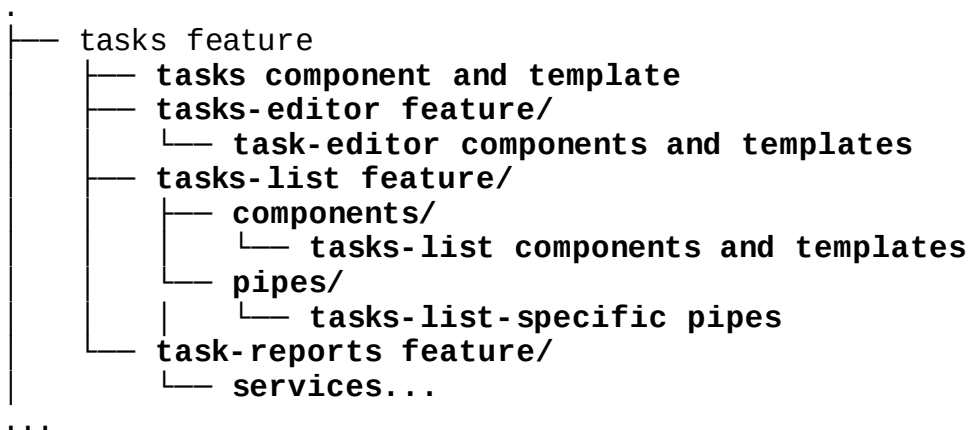 .
├── tasks feature
│   ├── tasks component and template
│   ├── tasks-editor feature/
│   │   └── task-editor components and templates
│   ├── tasks-list feature/
│   │   ├── components/
│   │   │   └── tasks-list components and templates
│   │   └── pipes/
│   │   │   └── tasks-list-specific pipes
│   └── task-reports feature/
│       └── services...
...